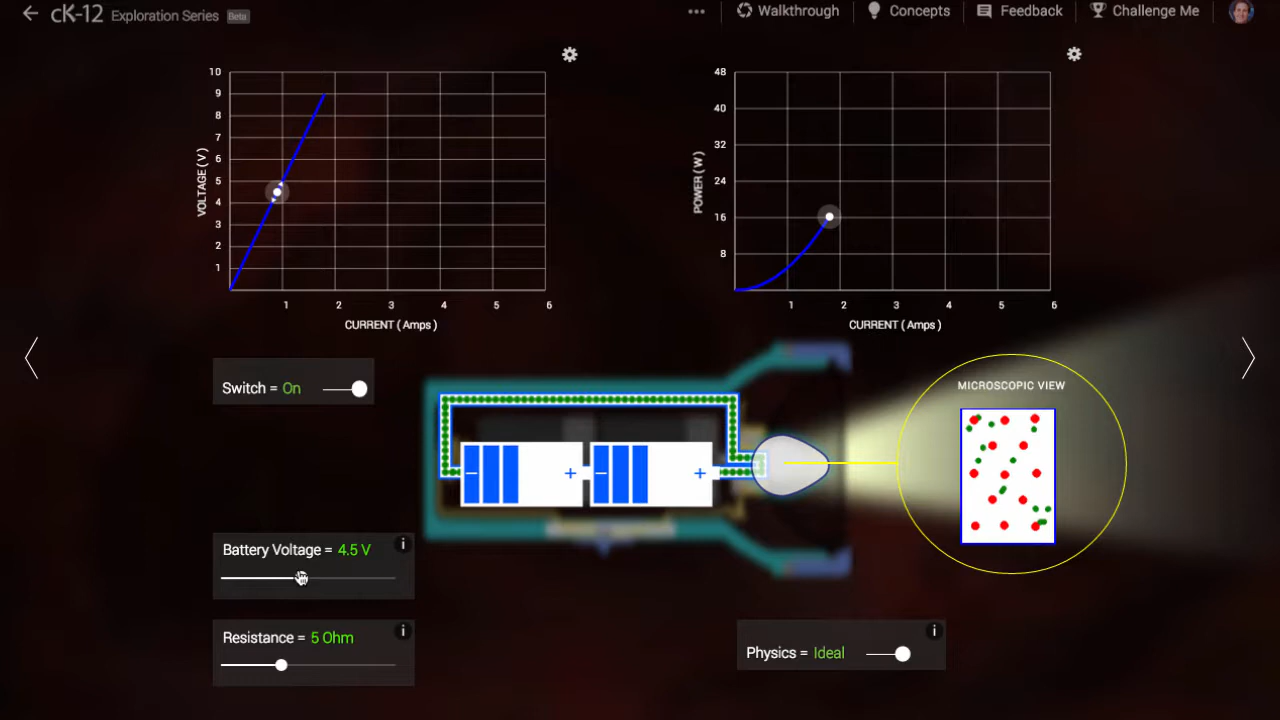 cK-12 Exploration Series Beta
••• Walkthrough Concepts Feedback Challenge Me
10
9
8
7
6
5
4
3
2
1
VOLTAGE ( V )
1 2 3 4 5 6
CURRENT ( Amps )
48
40
32
24
16
8
POWER ( W )
1 2 3 4 5 6
CURRENT ( Amps )
Switch = On
− + − +
MICROSCOPIC VIEW
Battery Voltage = 4.5 V i
Resistance = 5 Ohm i
Physics = Ideal i